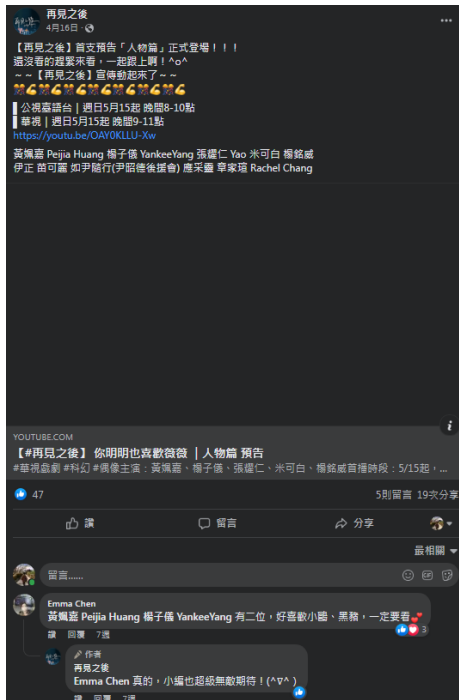 再見之後
4月16日
【再見之後】首支預告「人物篇」正式登場！！！
還沒看的趕緊來看，一起跟上啊！^o^
～～【再見之後】宣傳動起來了～～
▌公視台語台｜週日5月15起 晚間8-10點
▌華視｜週日5月15起 晚間9-11點
https://youtu.be/OAY0KLLU-Xw
黃姵嘉 Peijia Huang 楊子儀 YankeeYang 張耀仁 Yao 米可白 楊銘威
伊正 苗可麗 如尹隨行(尹昭德後援會) 應采靈 章家瑄 Rachel Chang
YOUTUBE.COM
【#再見之後】 你明明也喜歡薇薇 ｜人物篇 預告
#華視戲劇 #科幻 #偶像主演：黃姵嘉、楊子儀、張耀仁、米可白、楊銘威首播時段：5/15起，...
47
5則留言 19次分享
讚 留言 分享
最相關
留言……
GIF
Emma Chen
黃姵嘉 Peijia Huang 楊子儀 YankeeYang 有二位，好喜歡小聽、黑豬，一定要看
讚 回覆 7週
3
作者
再見之後
Emma Chen 真的，小編也超級無敵期待！(^∇^ )
讚 回覆 7週